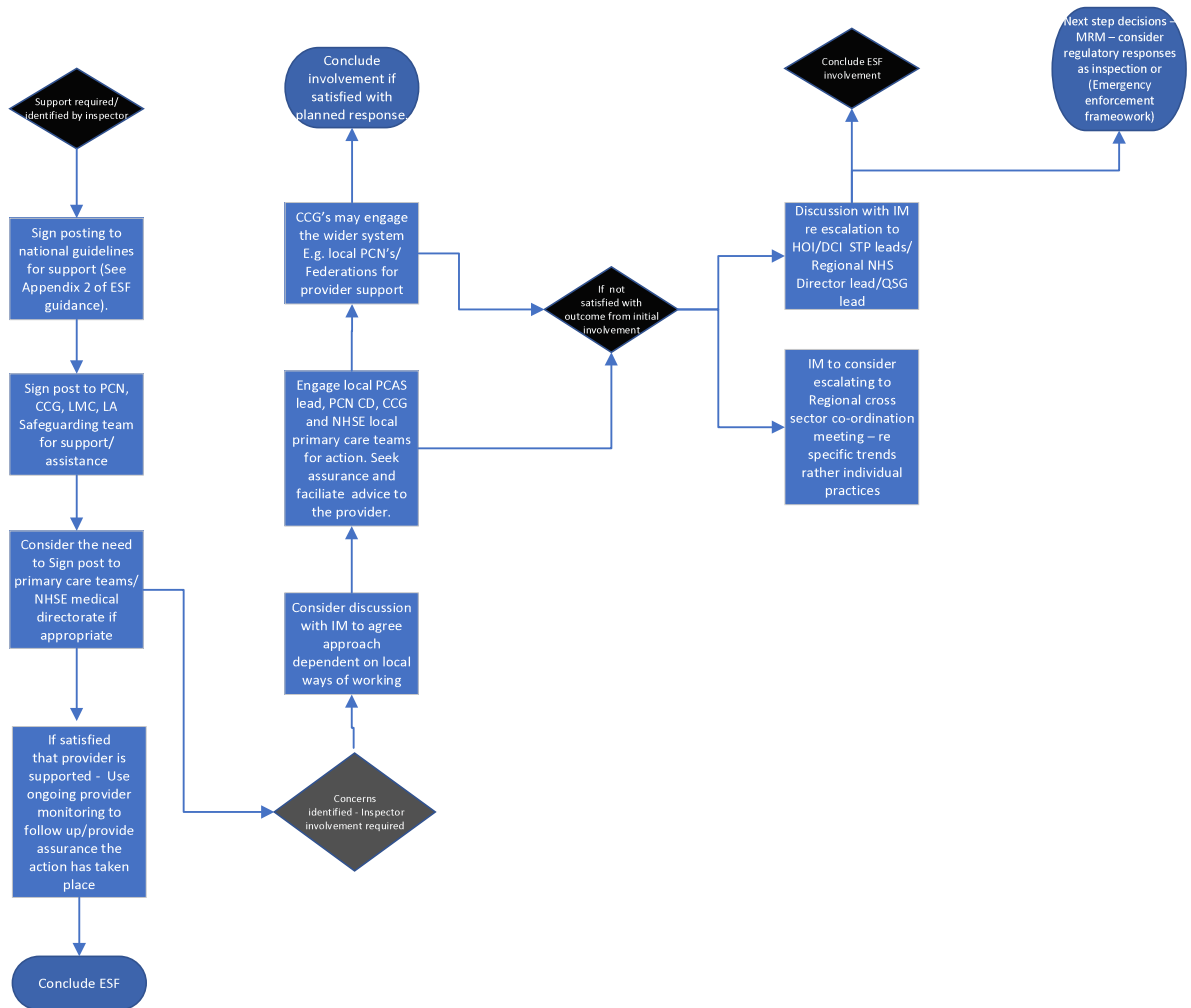 Support required/
identified by inspector
Sign posting to
national guidelines
for support (See
Appendix 2 of ESF
guidance).
Sign post to PCN,
CCG, LMC, LA
Safeguarding team
for support/
assistance
Consider the need
to Sign post to
primary care teams/
NHSE medical
directorate if
appropriate
If satisfied
that provider is
supported - Use
ongoing provider
monitoring to
follow up/provide
assurance the
action has taken
place
Conclude ESF
Conclude
involvement if
satisfied with
planned response.
CCG's may engage
the wider system
E.g. local PCN's/
Federations for
provider support
Engage local PCAS
lead, PCN CD, CCG
and NHSE local
primary care teams
for action. Seek
assurance and
faciliate advice to
the provider.
Consider discussion
with IM to agree
approach
dependent on local
ways of working
Concerns
identified - Inspector
involvement required
If not
satisfied with
outcome from initial
involvement
Conclude ESF
involvement
Discussion with IM
re escalation to
HOI/DCI STP leads/
Regional NHS
Director lead/QSG
lead
IM to consider
escalating to
Regional cross
sector co-ordination
meeting – re
specific trends
rather individual
practices
Next step decisions –
MRM – consider
regulatory responses
as inspection or
(Emergency
enforcement
frameowork)